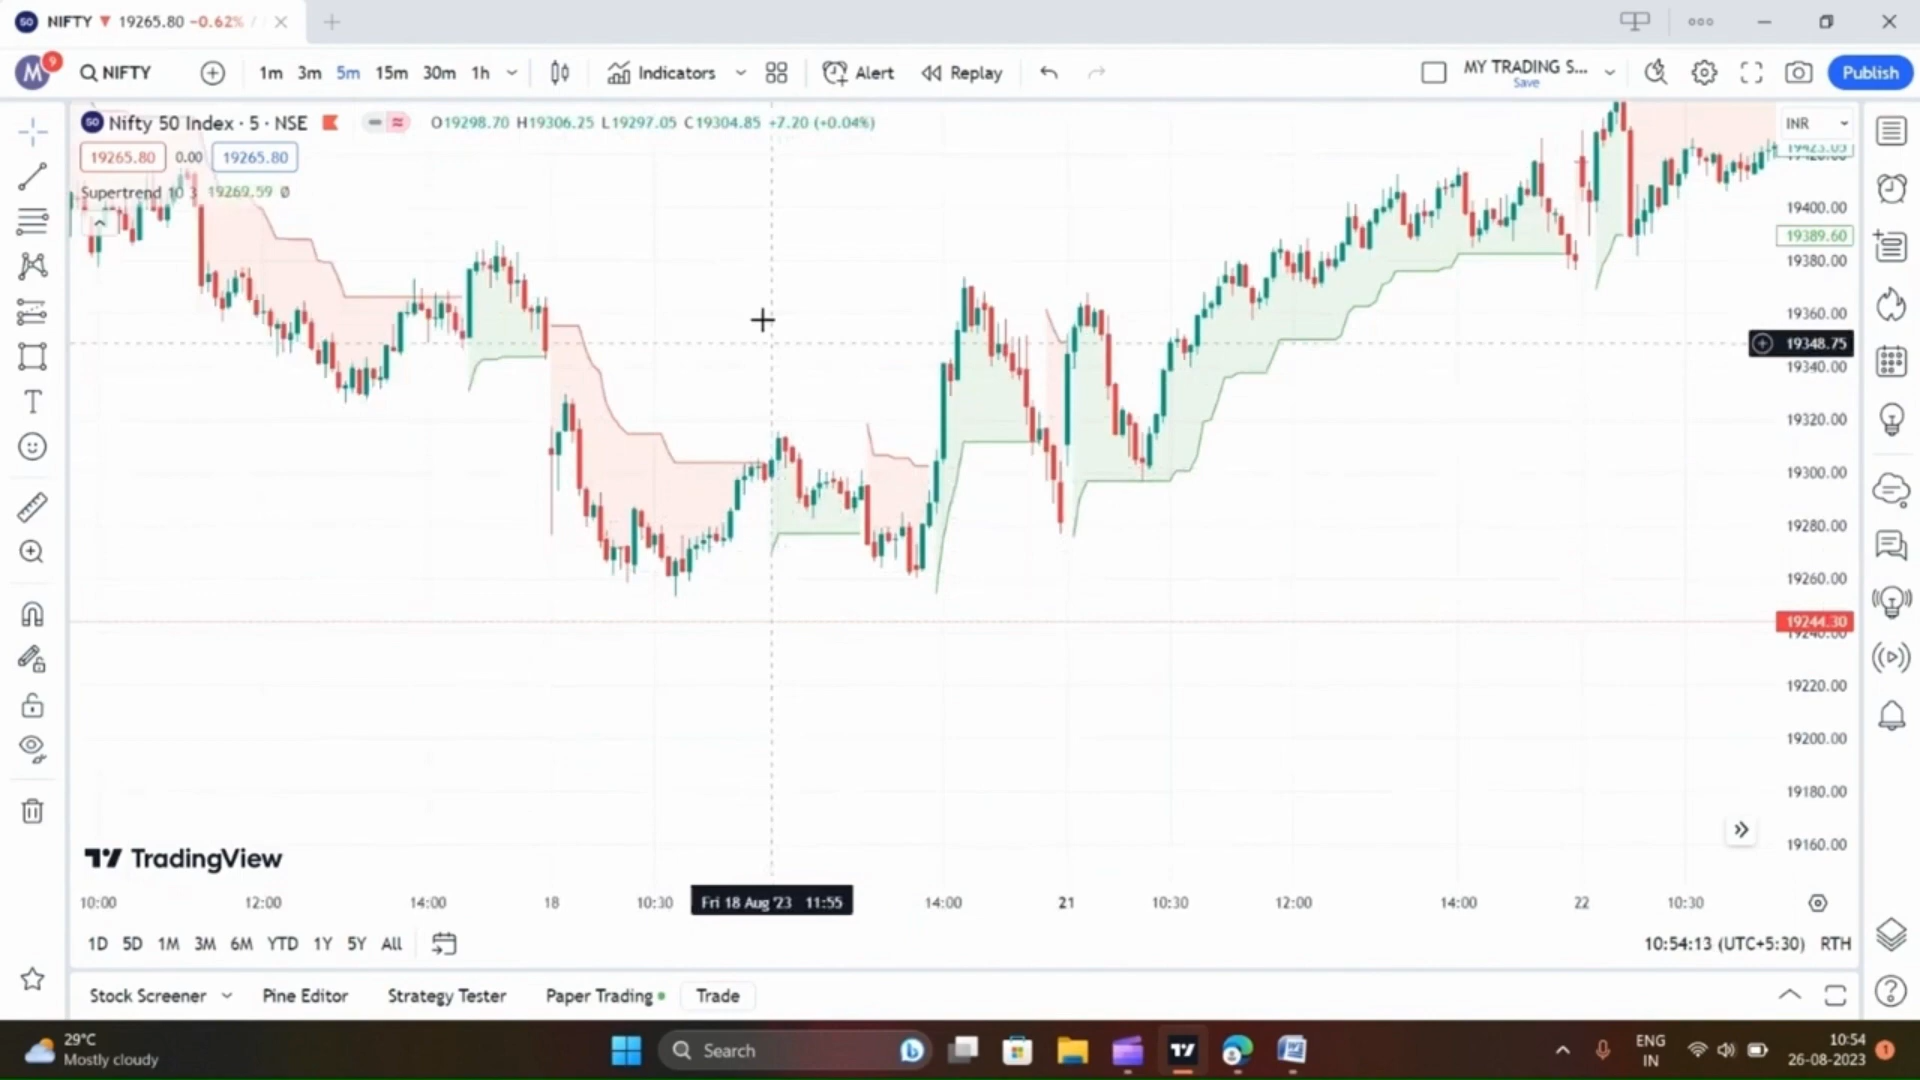 NIFTY ▼ 19265.80 −0.62% /
M 9 NIFTY 1m 3m 5m 15m 30m 1h Indicators Alert Replay MY TRADING S... Save Publish
50 Nifty 50 Index · 5 · NSE O19298.70 H19306.25 L19297.05 C19304.85 +7.20 (+0.04%) INR
19265.80 0.00 19265.80
Supertrend 10 3 19269.59 Ø
19423.05
19400.00
19389.60
19380.00
19360.00
19348.75
19340.00
19320.00
19300.00
19280.00
19260.00
19244.30
19240.00
19220.00
19200.00
19180.00
19160.00
TradingView
10:00 12:00 14:00 18 10:30 Fri 18 Aug '23 11:55 14:00 21 10:30 12:00 14:00 22 10:30
1D 5D 1M 3M 6M YTD 1Y 5Y All 10:54:13 (UTC+5:30) RTH
Stock Screener Pine Editor Strategy Tester Paper Trading Trade
29°C
Mostly cloudy
Search
ENG
IN
10:54
26-08-2023
1